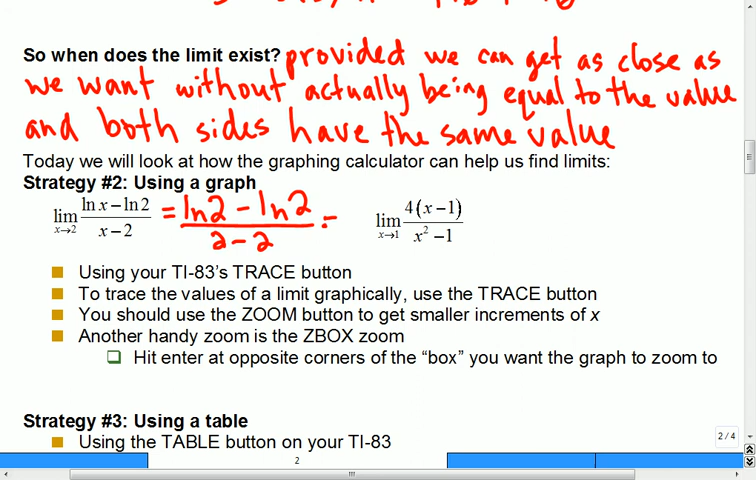 So when does the limit exist? provided we can get as close as
we want without actually being equal to the value
and both sides have the same value
Today we will look at how the graphing calculator can help us find limits:
Strategy #2: Using a graph
lim x→2 (ln x − ln 2)/(x − 2) = (ln2 − ln2)/(2 − 2) = lim x→1 4(x−1)/(x² − 1)
Using your TI-83's TRACE button
To trace the values of a limit graphically, use the TRACE button
You should use the ZOOM button to get smaller increments of x
Another handy zoom is the ZBOX zoom
Hit enter at opposite corners of the “box” you want the graph to zoom to
Strategy #3: Using a table
Using the TABLE button on your TI-83
2/4
2